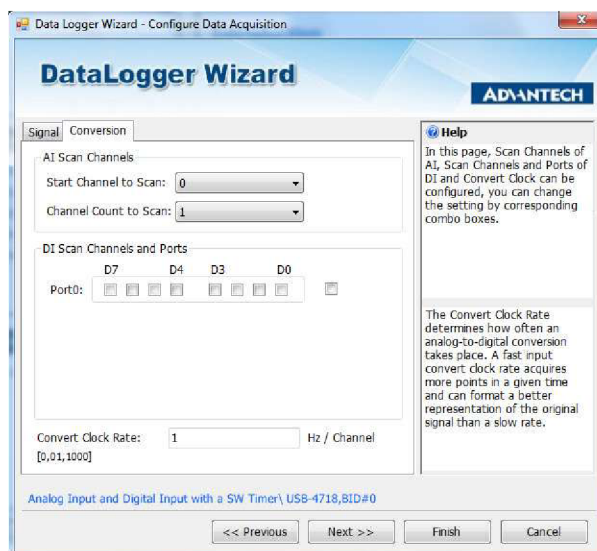 Data Logger Wizard - Configure Data Acquisition
DataLogger Wizard
ADVANTECH
Signal
Conversion
AI Scan Channels
Start Channel to Scan: 0
Channel Count to Scan: 1
DI Scan Channels and Ports
D7 D4 D3 D0
Port0:
Convert Clock Rate: 1 Hz / Channel
[0,01,1000]
Help
In this page, Scan Channels of
AI, Scan Channels and Ports of
DI and Convert Clock can be
configured, you can change
the setting by corresponding
combo boxes.
The Convert Clock Rate
determines how often an
analog-to-digital conversion
takes place. A fast input
convert clock rate acquires
more points in a given time
and can format a better
representation of the original
signal than a slow rate.
Analog Input and Digital Input with a SW Timer\ USB-4718,BID#0
<< Previous
Next >>
Finish
Cancel